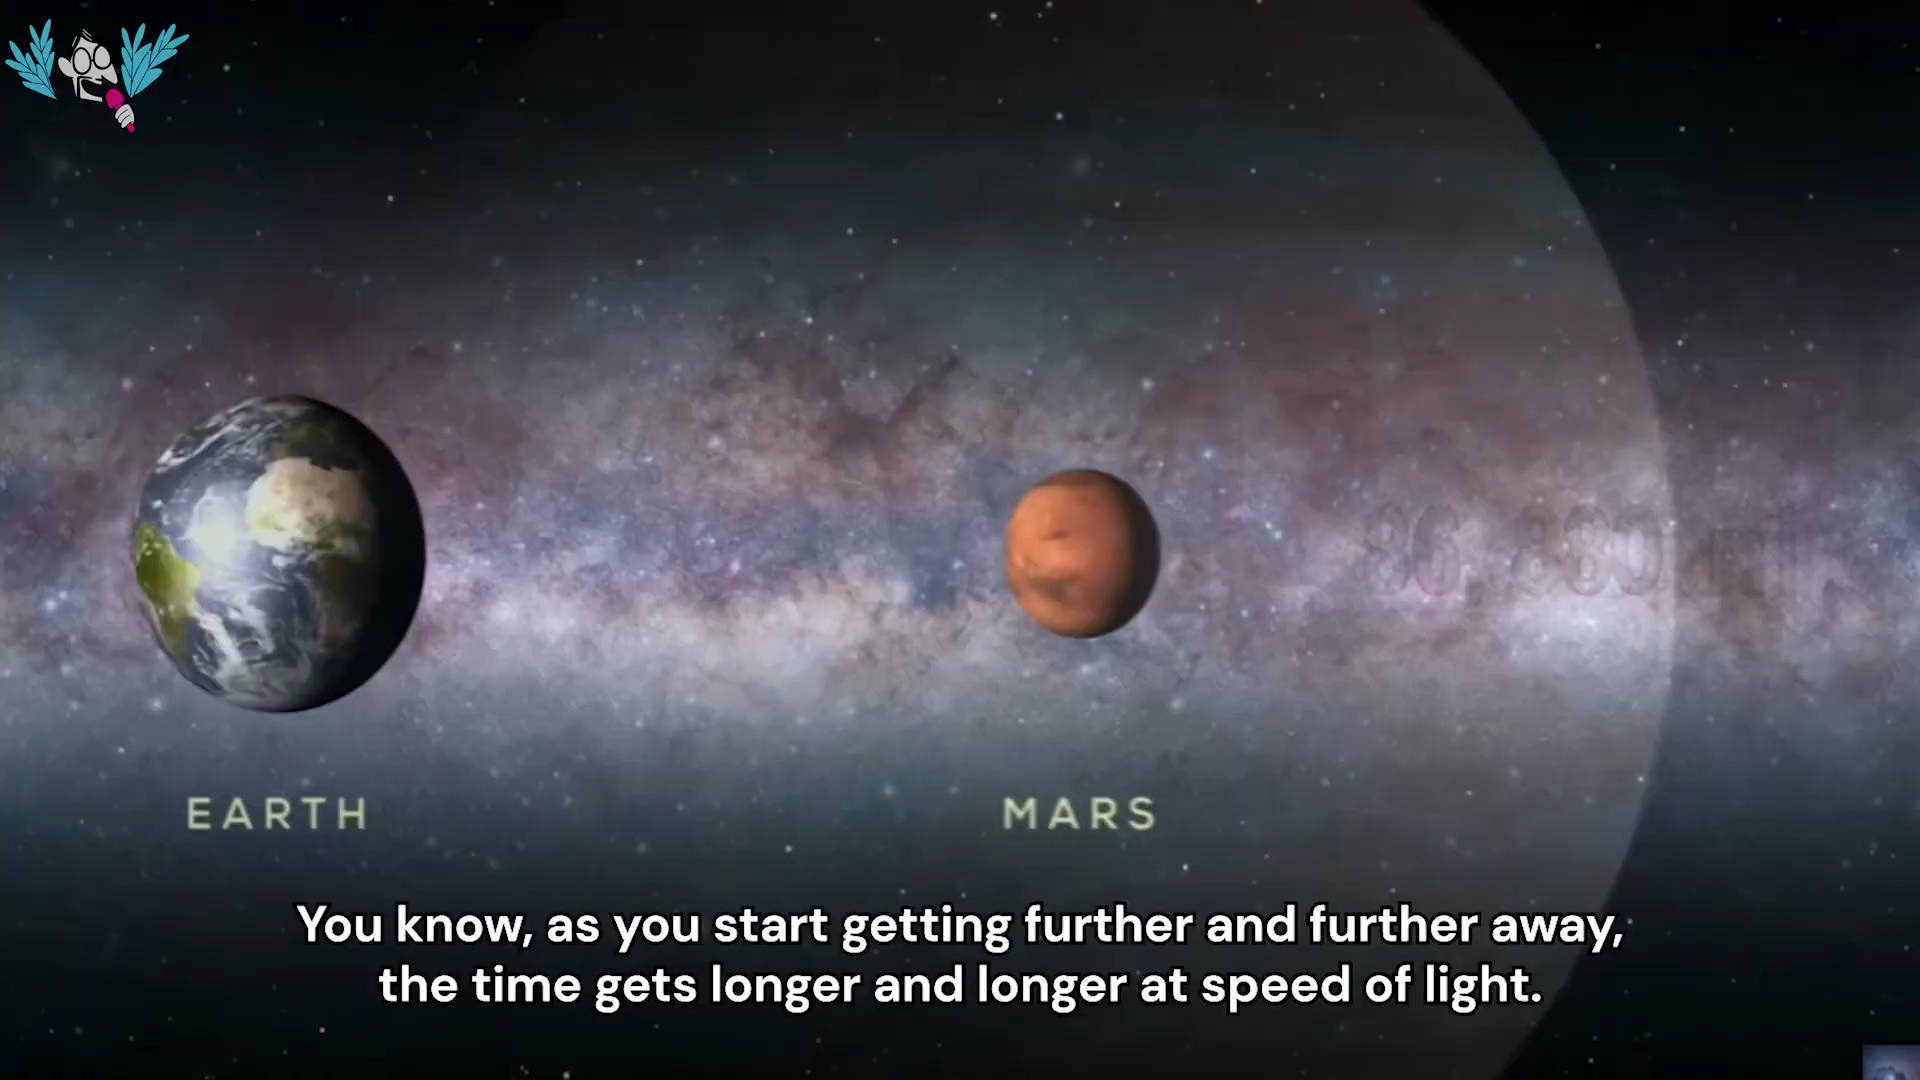 EARTH
MARS
You know, as you start getting further and further away,
the time gets longer and longer at speed of light.